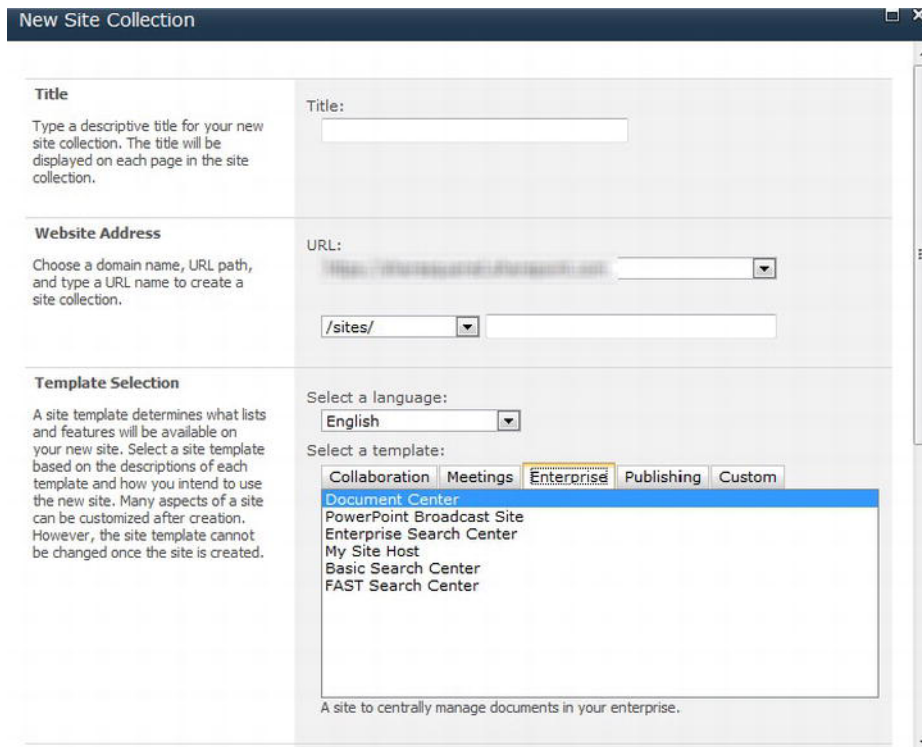 New Site Collection
Title
Type a descriptive title for your new
site collection. The title will be
displayed on each page in the site
collection.
Title:
Website Address
Choose a domain name, URL path,
and type a URL name to create a
site collection.
URL:
/sites/
Template Selection
A site template determines what lists
and features will be available on
your new site. Select a site template
based on the descriptions of each
template and how you intend to use
the new site. Many aspects of a site
can be customized after creation.
However, the site template cannot
be changed once the site is created.
Select a language:
English
Select a template:
Collaboration Meetings Enterprise Publishing Custom
Document Center
PowerPoint Broadcast Site
Enterprise Search Center
My Site Host
Basic Search Center
FAST Search Center
A site to centrally manage documents in your enterprise.